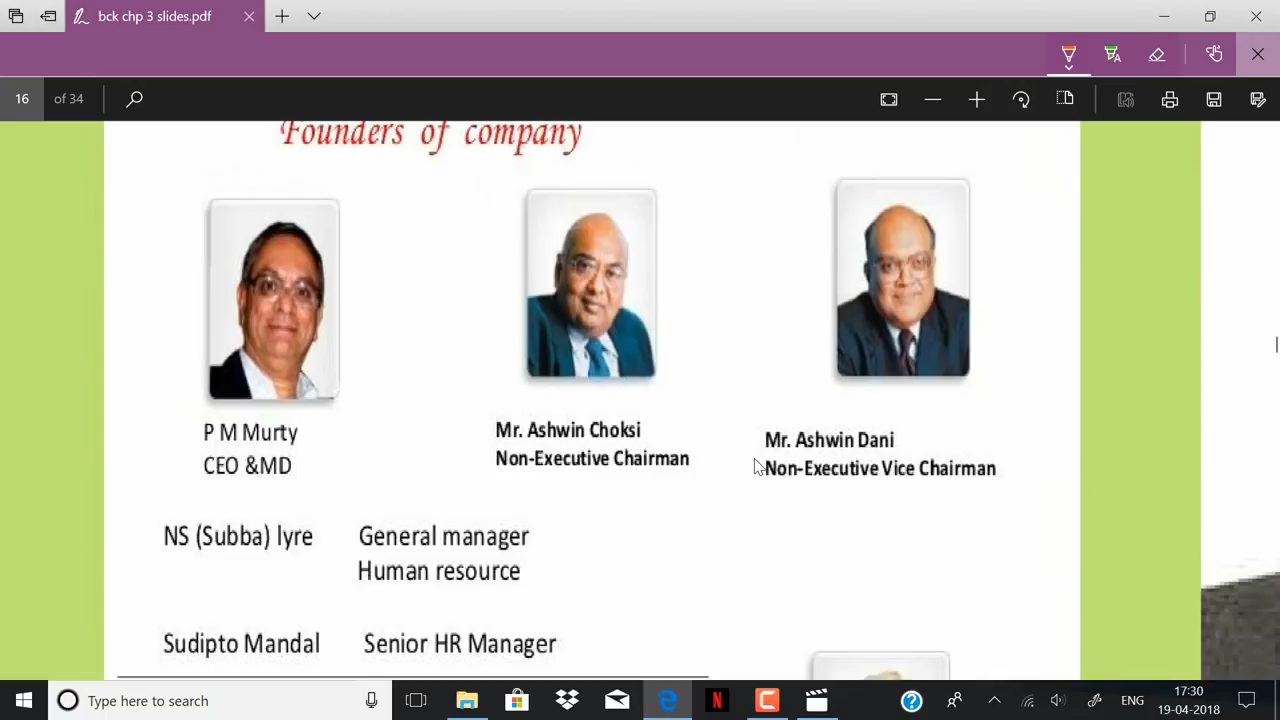 bck chp 3 slides.pdf
16 of 34
Founders of company
P M Murty
CEO &MD
Mr. Ashwin Choksi
Non-Executive Chairman
Mr. Ashwin Dani
Non-Executive Vice Chairman
NS (Subba) lyre General manager
Human resource
Sudipto Mandal Senior HR Manager
Type here to search
ENG
17:30
19-04-2018